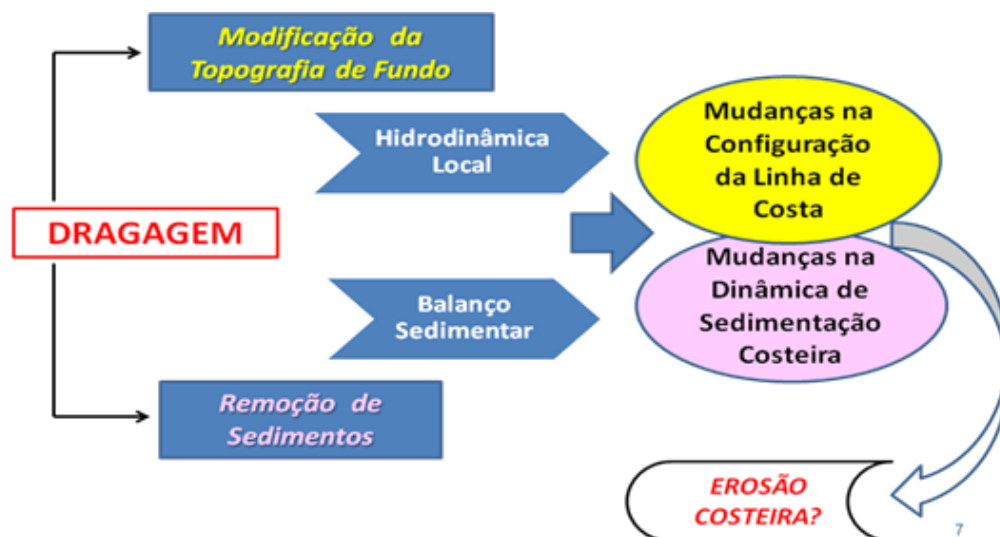 Modificação da
Topografia de Fundo
Hidrodinâmica
Local
Mudanças na
Configuração
da Linha de
Costa
DRAGAGEM
Mudanças na
Dinâmica de
Sedimentação
Costeira
Balanço
Sedimentar
Remoção de
Sedimentos
EROSÃO
COSTEIRA?
7